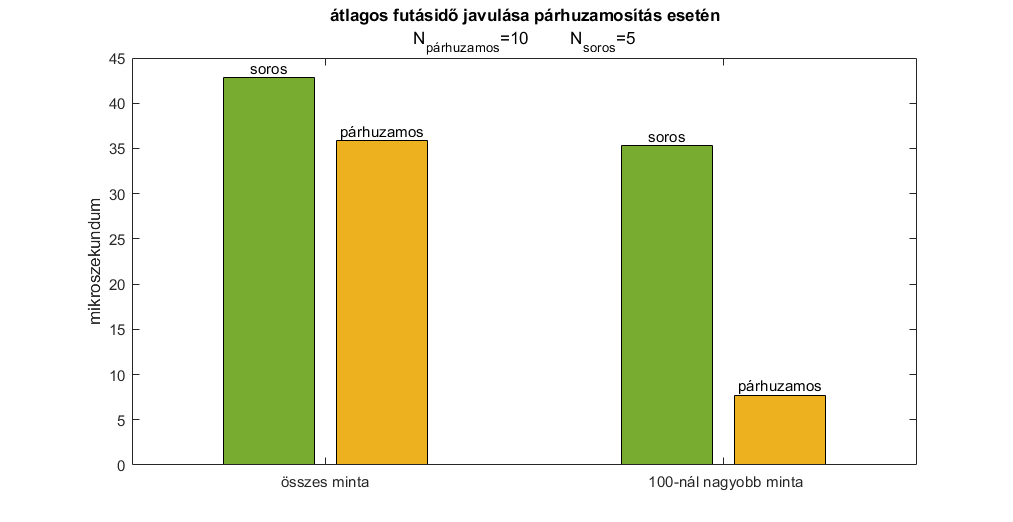 átlagos futásidő javulása párhuzamosítás esetén
Npárhuzamos=10 Nsoros=5
mikroszekundum
45
40
35
30
25
20
15
10
5
0
soros
párhuzamos
soros
párhuzamos
összes minta
100-nál nagyobb minta